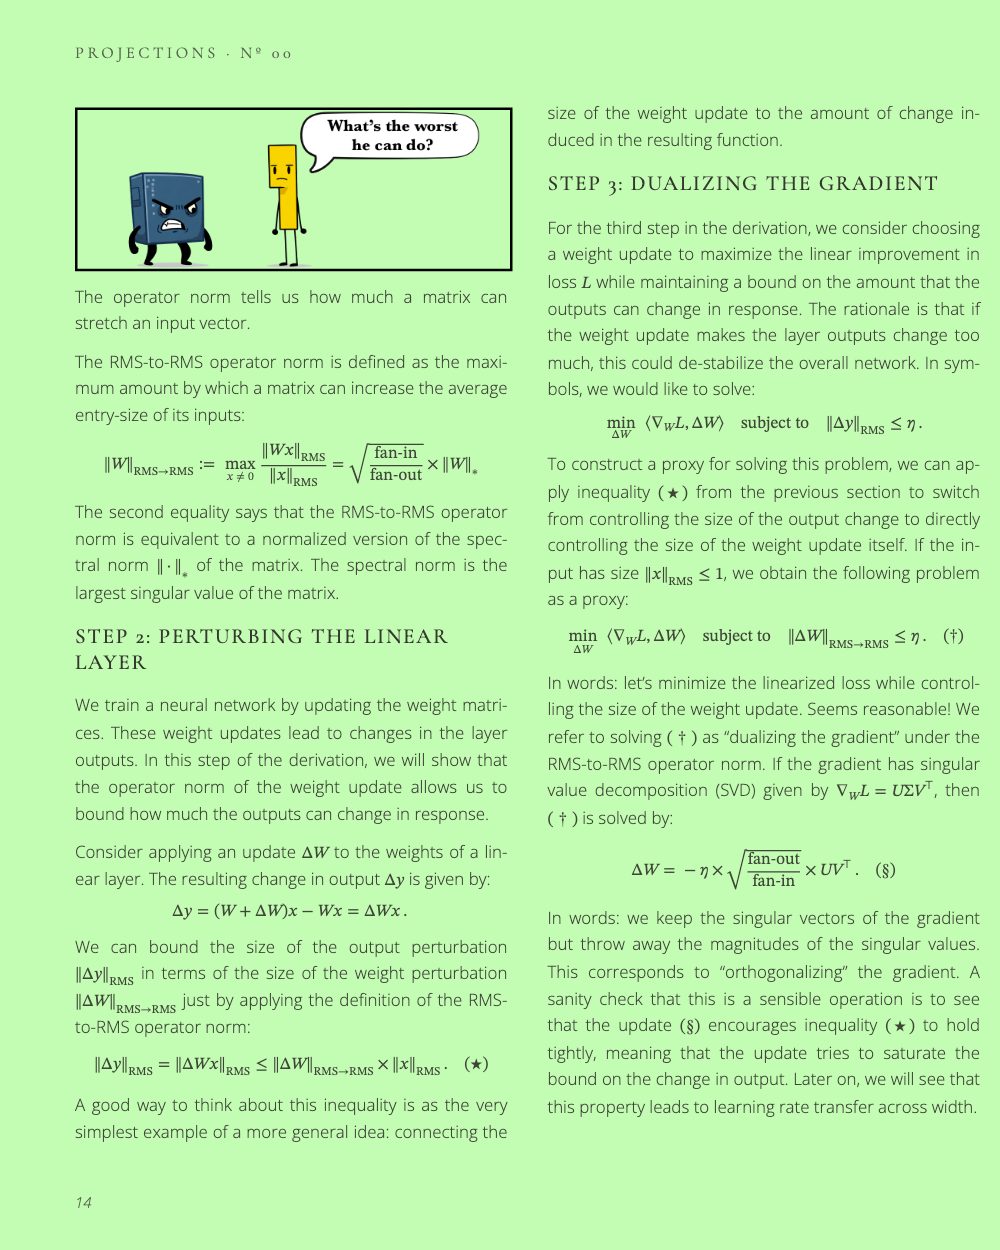 PROJECTIONS · Nº 00
What's the worst
he can do?
The operator norm tells us how much a matrix can
stretch an input vector.
The RMS-to-RMS operator norm is defined as the maxi-
mum amount by which a matrix can increase the average
entry-size of its inputs:
‖W‖RMS→RMS := max x≠0 ‖Wx‖RMS / ‖x‖RMS = √(fan-in / fan-out) × ‖W‖*
The second equality says that the RMS-to-RMS operator
norm is equivalent to a normalized version of the spec-
tral norm ‖·‖* of the matrix. The spectral norm is the
largest singular value of the matrix.
STEP 2: PERTURBING THE LINEAR
LAYER
We train a neural network by updating the weight matri-
ces. These weight updates lead to changes in the layer
outputs. In this step of the derivation, we will show that
the operator norm of the weight update allows us to
bound how much the outputs can change in response.
Consider applying an update ΔW to the weights of a lin-
ear layer. The resulting change in output Δy is given by:
Δy = (W + ΔW)x − Wx = ΔWx .
We can bound the size of the output perturbation
‖Δy‖RMS in terms of the size of the weight perturbation
‖ΔW‖RMS→RMS just by applying the definition of the RMS-
to-RMS operator norm:
‖Δy‖RMS = ‖ΔWx‖RMS ≤ ‖ΔW‖RMS→RMS × ‖x‖RMS . (★)
A good way to think about this inequality is as the very
simplest example of a more general idea: connecting the
size of the weight update to the amount of change in-
duced in the resulting function.
STEP 3: DUALIZING THE GRADIENT
For the third step in the derivation, we consider choosing
a weight update to maximize the linear improvement in
loss L while maintaining a bound on the amount that the
outputs can change in response. The rationale is that if
the weight update makes the layer outputs change too
much, this could de-stabilize the overall network. In sym-
bols, we would like to solve:
min ΔW ⟨∇WL, ΔW⟩ subject to ‖Δy‖RMS ≤ η .
To construct a proxy for solving this problem, we can ap-
ply inequality (★) from the previous section to switch
from controlling the size of the output change to directly
controlling the size of the weight update itself. If the in-
put has size ‖x‖RMS ≤ 1, we obtain the following problem
as a proxy:
min ΔW ⟨∇WL, ΔW⟩ subject to ‖ΔW‖RMS→RMS ≤ η . (†)
In words: let's minimize the linearized loss while control-
ling the size of the weight update. Seems reasonable! We
refer to solving ( † ) as “dualizing the gradient” under the
RMS-to-RMS operator norm. If the gradient has singular
value decomposition (SVD) given by ∇WL = UΣV⊤, then
( † ) is solved by:
ΔW = − η × √(fan-out / fan-in) × UV⊤ . (§)
In words: we keep the singular vectors of the gradient
but throw away the magnitudes of the singular values.
This corresponds to “orthogonalizing” the gradient. A
sanity check that this is a sensible operation is to see
that the update (§) encourages inequality (★) to hold
tightly, meaning that the update tries to saturate the
bound on the change in output. Later on, we will see that
this property leads to learning rate transfer across width.
14